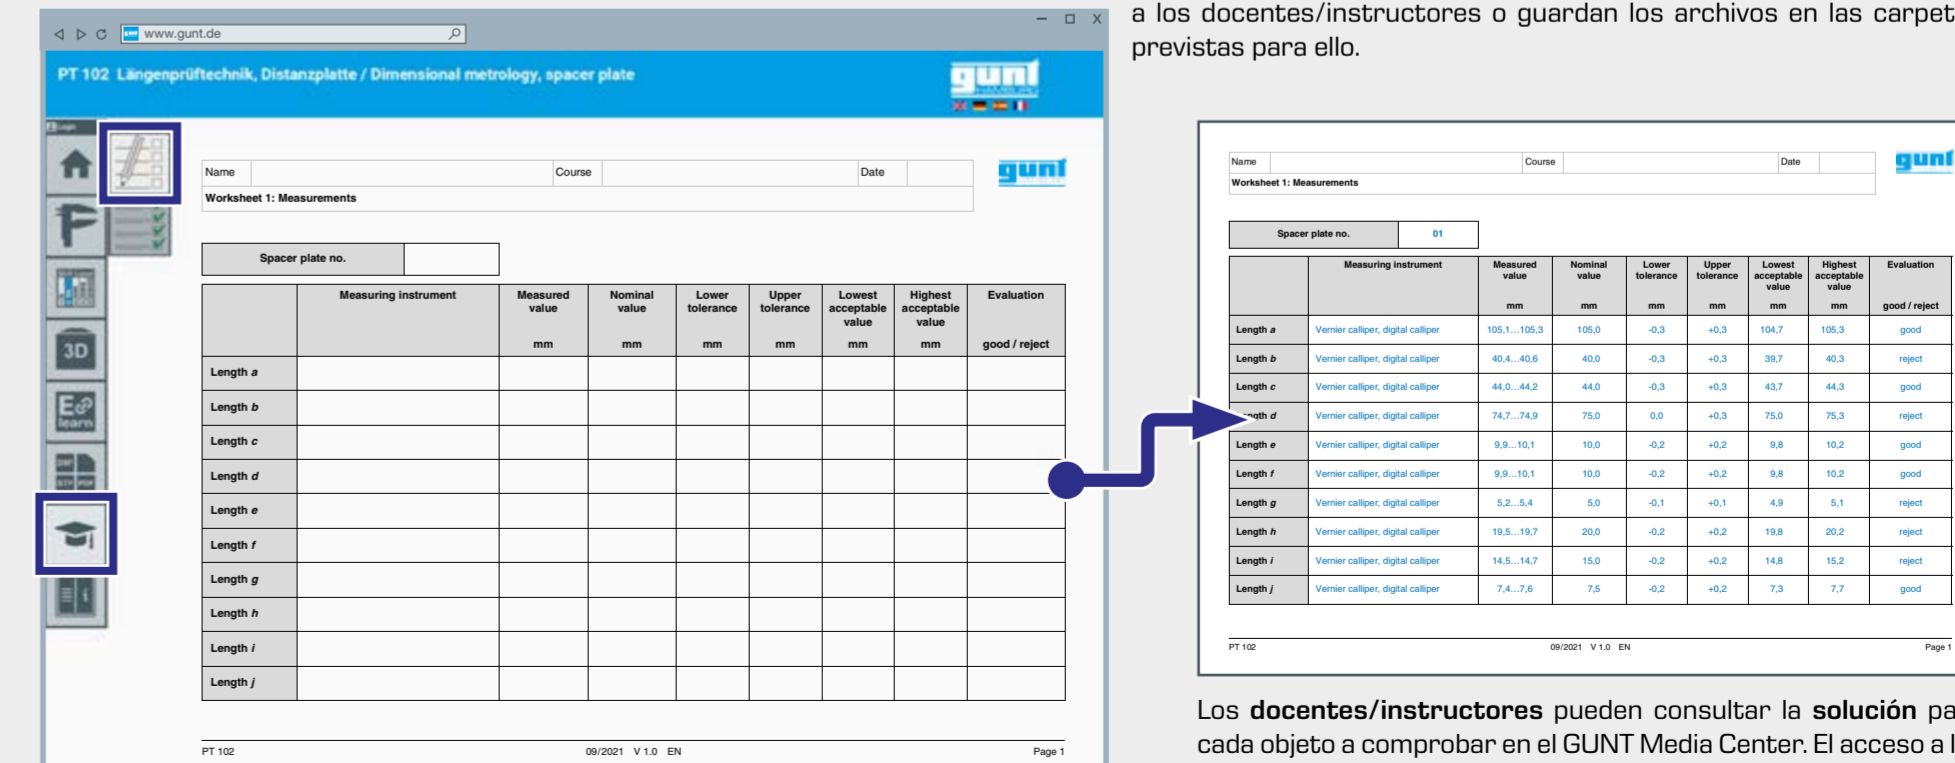 www.gunt.de
PT 102 Längenprüftechnik, Distanzplatte / Dimensional metrology, spacer plate
gunt
HAMBURG
Login
3D
E
learn
PDF
Name Course Date
gunt
Worksheet 1: Measurements
Spacer plate no.
Measuring instrument Measured value mm Nominal value mm Lower tolerance mm Upper tolerance mm Lowest acceptable value mm Highest acceptable value mm Evaluation good / reject
Length a
Length b
Length c
Length d
Length e
Length f
Length g
Length h
Length i
Length j
PT 102 09/2021 V 1.0 EN Page 1
a los docentes/instructores o guardan los archivos en las carpet
previstas para ello.
Name Course Date
gunt
Worksheet 1: Measurements
Spacer plate no. 01
Measuring instrument Measured value mm Nominal value mm Lower tolerance mm Upper tolerance mm Lowest acceptable value mm Highest acceptable value mm Evaluation good / reject
Length a Vernier calliper, digital calliper 105,1...105,3 105,0 -0,3 +0,3 104,7 105,3 good
Length b Vernier calliper, digital calliper 40,4...40,6 40,0 -0,3 +0,3 39,7 40,3 reject
Length c Vernier calliper, digital calliper 44,0...44,2 44,0 -0,3 +0,3 43,7 44,3 good
Length d Vernier calliper, digital calliper 74,7...74,9 75,0 0,0 +0,3 75,0 75,3 reject
Length e Vernier calliper, digital calliper 9,9...10,1 10,0 -0,2 +0,2 9,8 10,2 good
Length f Vernier calliper, digital calliper 9,9...10,1 10,0 -0,2 +0,2 9,8 10,2 good
Length g Vernier calliper, digital calliper 5,2...5,4 5,0 -0,1 +0,1 4,9 5,1 reject
Length h Vernier calliper, digital calliper 19,5...19,7 20,0 -0,2 +0,2 19,8 20,2 reject
Length i Vernier calliper, digital calliper 14,5...14,7 15,0 -0,2 +0,2 14,8 15,2 reject
Length j Vernier calliper, digital calliper 7,4...7,6 7,5 -0,2 +0,2 7,3 7,7 good
PT 102 09/2021 V 1.0 EN Page 1
Los docentes/instructores pueden consultar la solución pa
cada objeto a comprobar en el GUNT Media Center. El acceso a l